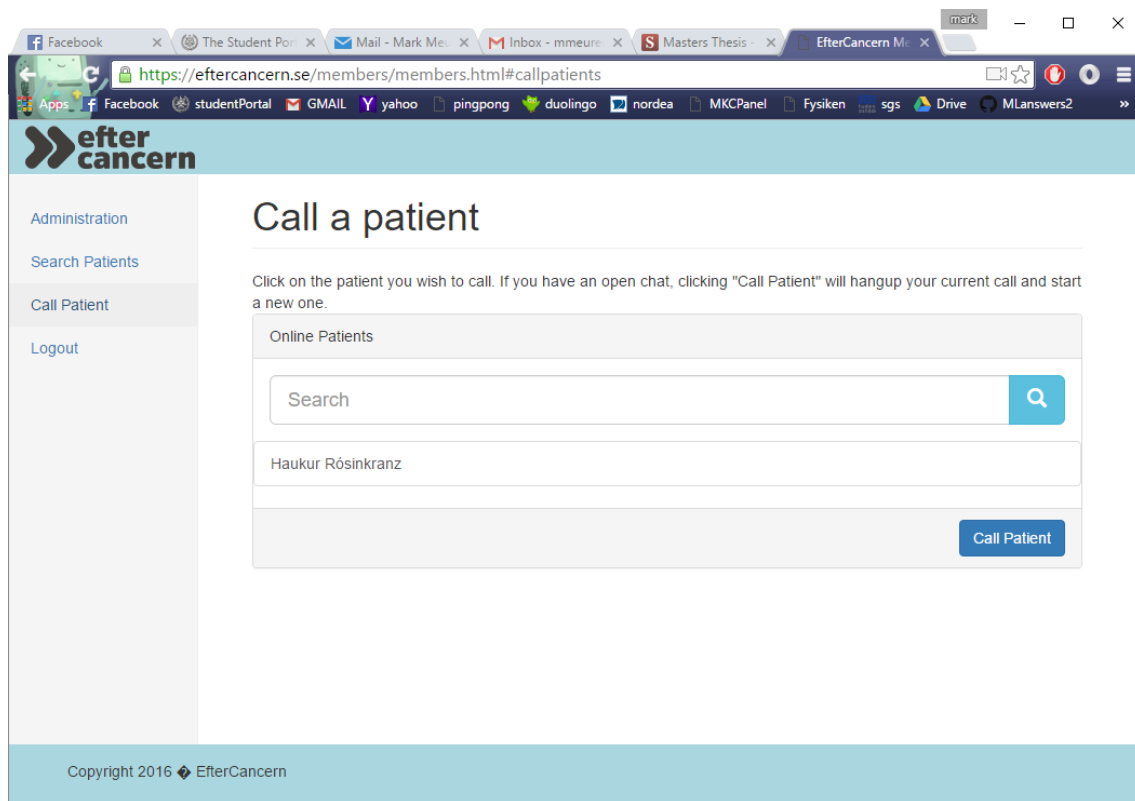 mark
Facebook
The Student Por
Mail - Mark Meu
Inbox - mmeure
S Masters Thesis -
EfterCancern Me
https://eftercancern.se/members/members.html#callpatients
Apps Facebook studentPortal GMAIL yahoo pingpong duolingo nordea MKCPanel Fysiken sgs Drive MLanswers2 »
efter
cancern
Administration
Search Patients
Call Patient
Logout
Call a patient
Click on the patient you wish to call. If you have an open chat, clicking "Call Patient" will hangup your current call and start
a new one.
Online Patients
Search
Haukur Rósinkranz
Call Patient
Copyright 2016 � EfterCancern